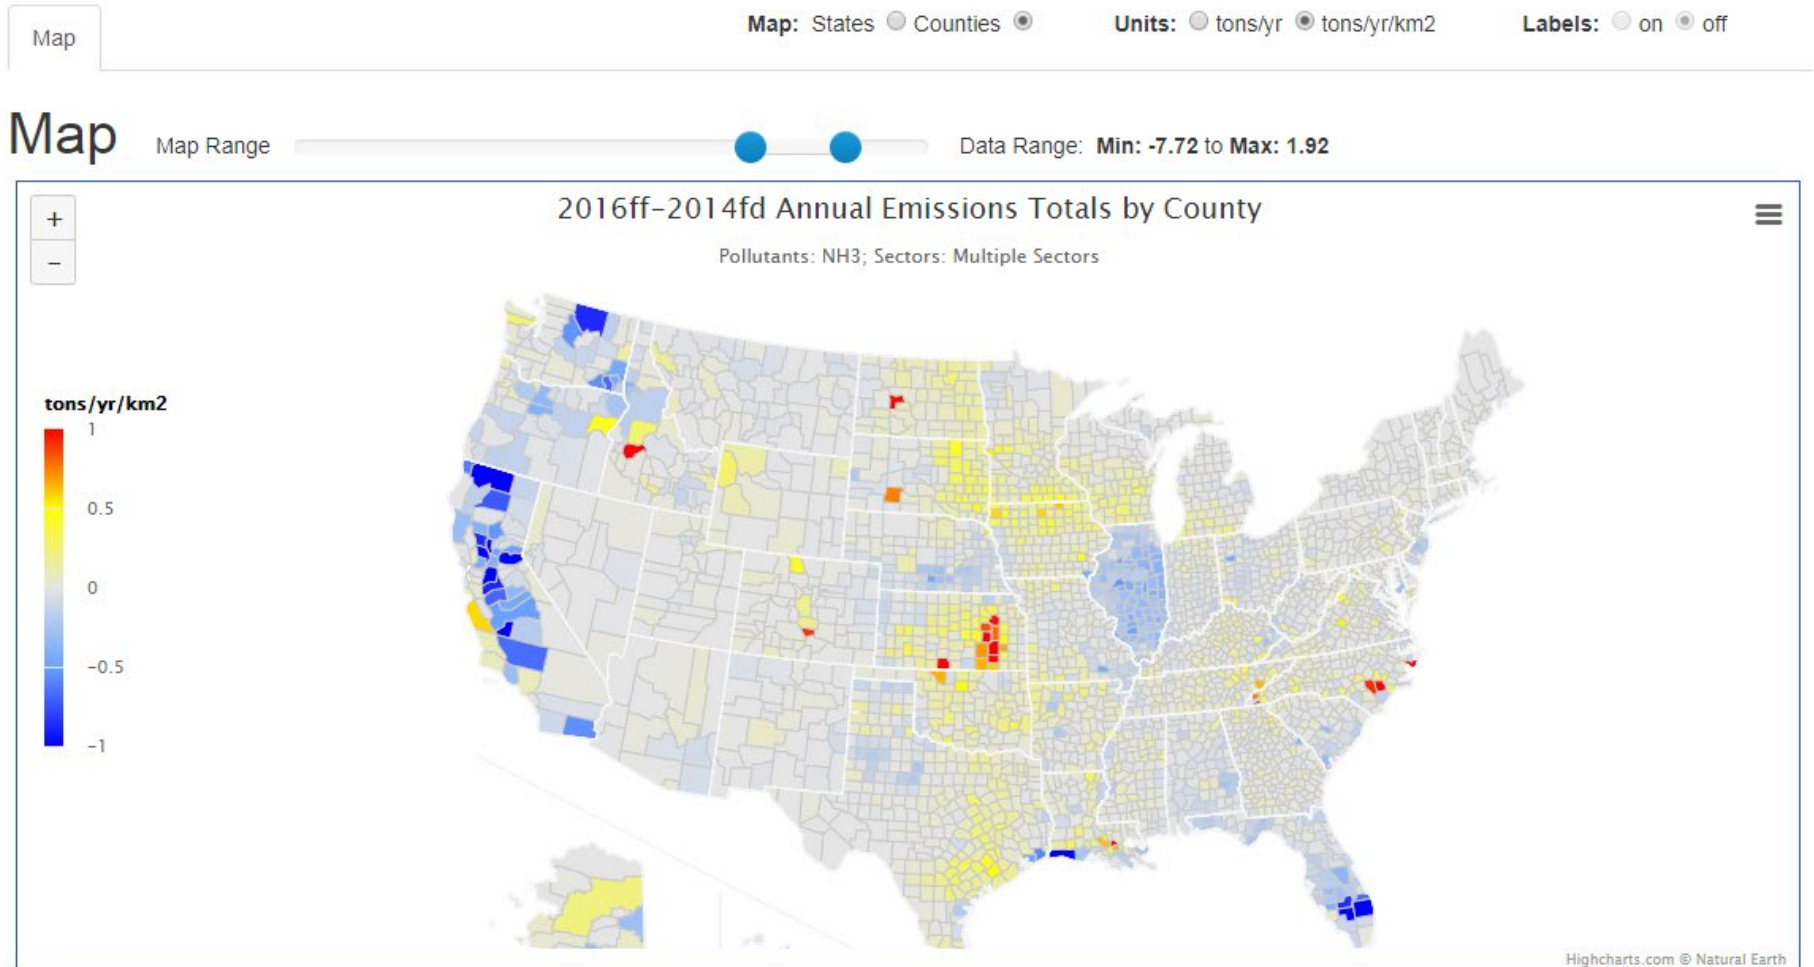 Map
Map: States Counties Units: tons/yr tons/yr/km2 Labels: on off
Map
Map Range
Data Range: Min: -7.72 to Max: 1.92
+
−
2016ff-2014fd Annual Emissions Totals by County
Pollutants: NH3; Sectors: Multiple Sectors
tons/yr/km2
1
0.5
0
-0.5
-1
Highcharts.com © Natural Earth